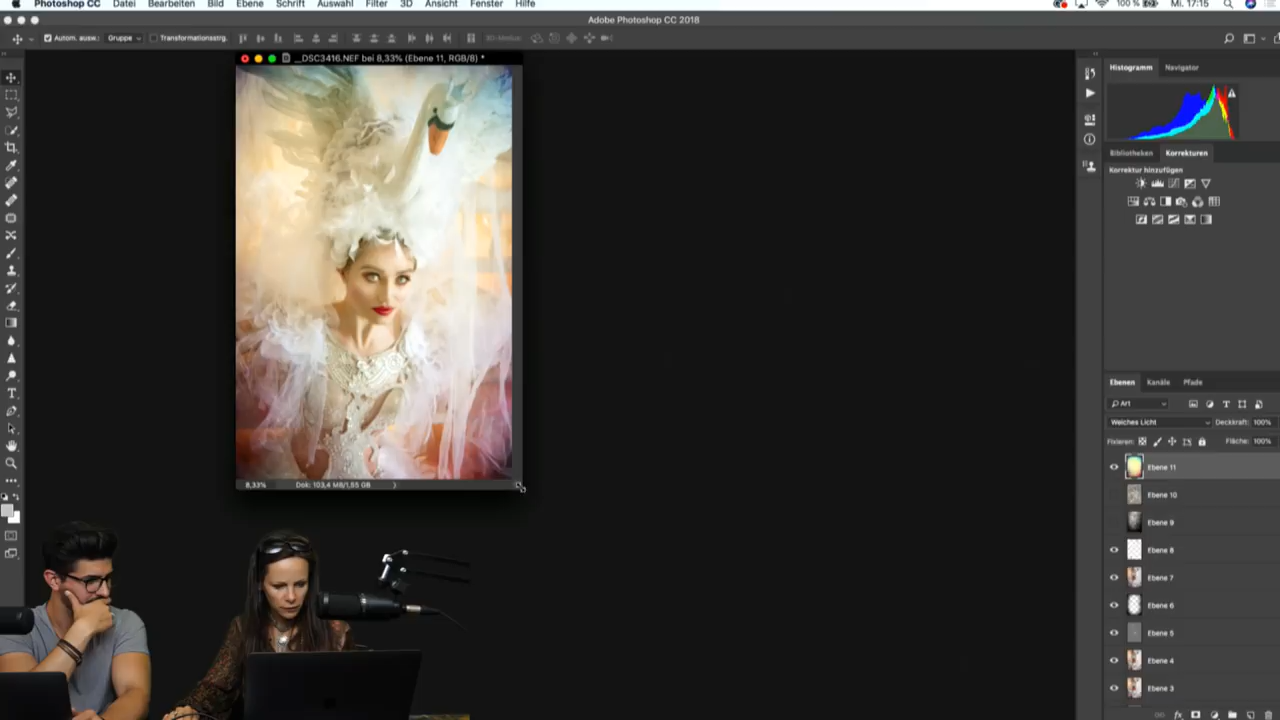 Photoshop CC Datei Bearbeiten Bild Ebene Schrift Auswahl Filter 3D Ansicht Fenster Hilfe 100 % Mi. 17:15
Adobe Photoshop CC 2018
Autom. ausw.: Gruppe Transformationsstrg. 3D-Modus:
_DSC3416.NEF bei 8,33% (Ebene 11, RGB/8) *
Histogramm Navigator
Bibliotheken Korrekturen
Korrektur hinzufügen
Ebenen Kanäle Pfade
Art
Weiches Licht Deckkraft: 100%
Fixieren: Fläche: 100%
Ebene 11
8,33% Dok: 103,4 MB/1,55 GB
Ebene 10
Ebene 9
Ebene 8
Ebene 7
Ebene 6
Ebene 5
Ebene 4
Ebene 3